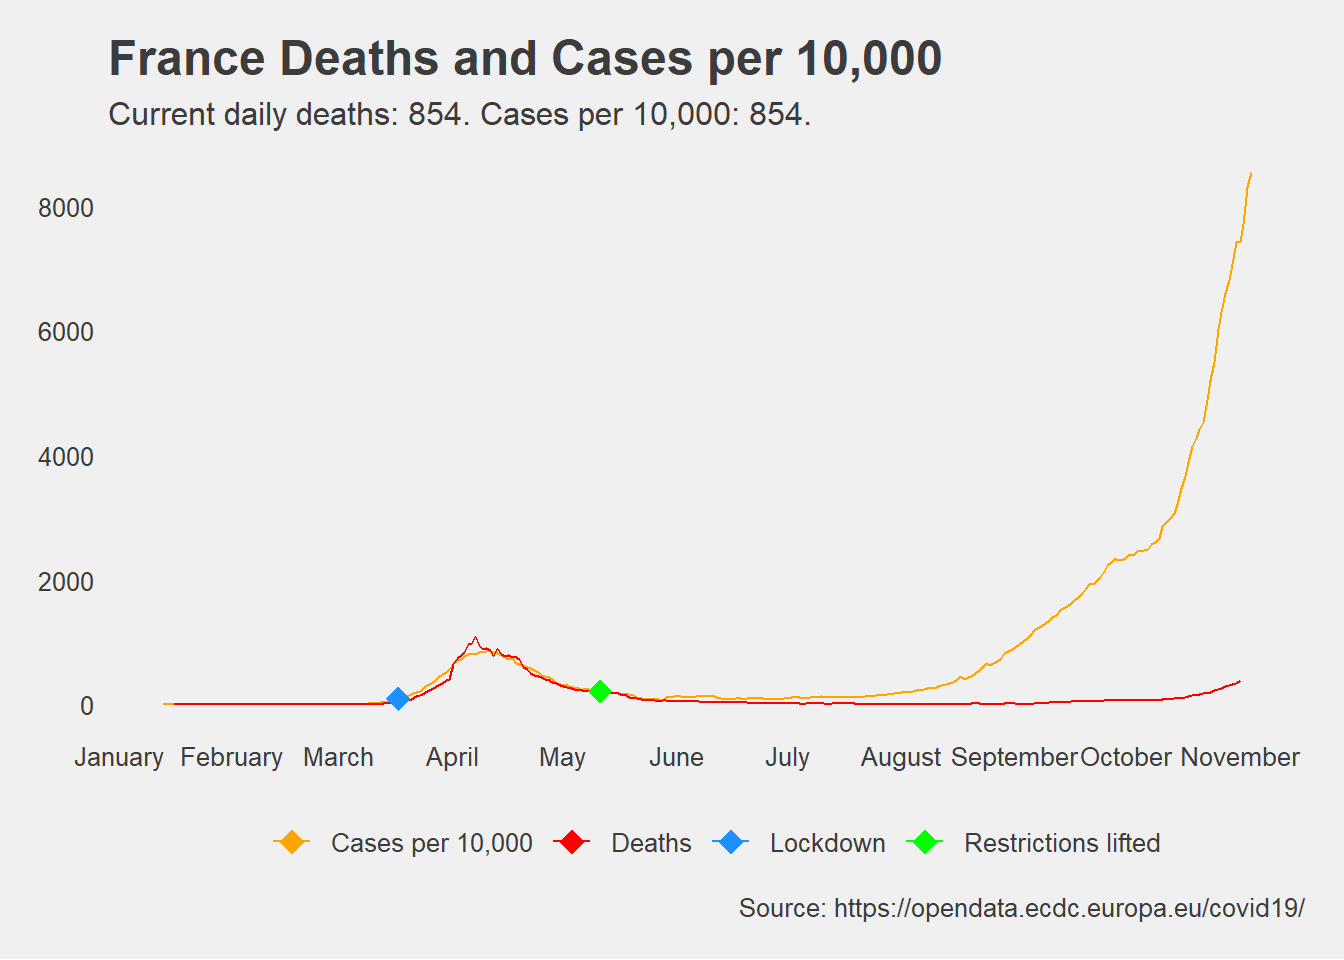 France Deaths and Cases per 10,000
Current daily deaths: 854. Cases per 10,000: 854.
8000
6000
4000
2000
0
January February March April May June July August September October November
Cases per 10,000 Deaths Lockdown Restrictions lifted
Source: https://opendata.ecdc.europa.eu/covid19/